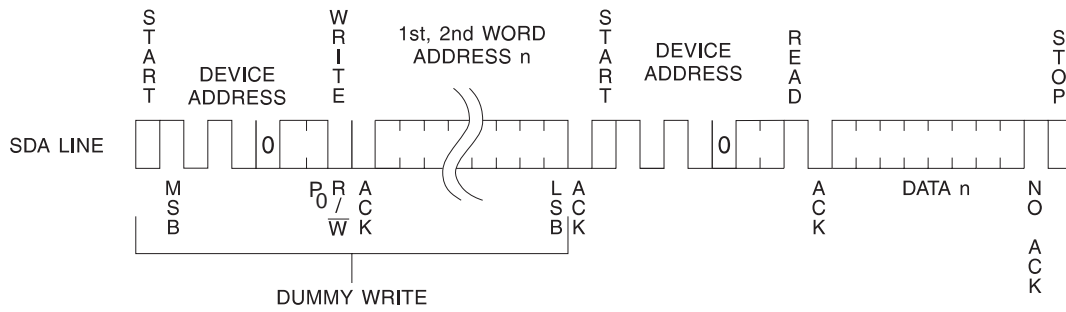 START
WRITE
1st, 2nd WORD
ADDRESS n
START
READ
STOP
DEVICE
ADDRESS
DEVICE
ADDRESS
SDA LINE
0
0
MSB
P0
R/W
ACK
LSB
ACK
ACK
DATA n
NO ACK
DUMMY WRITE